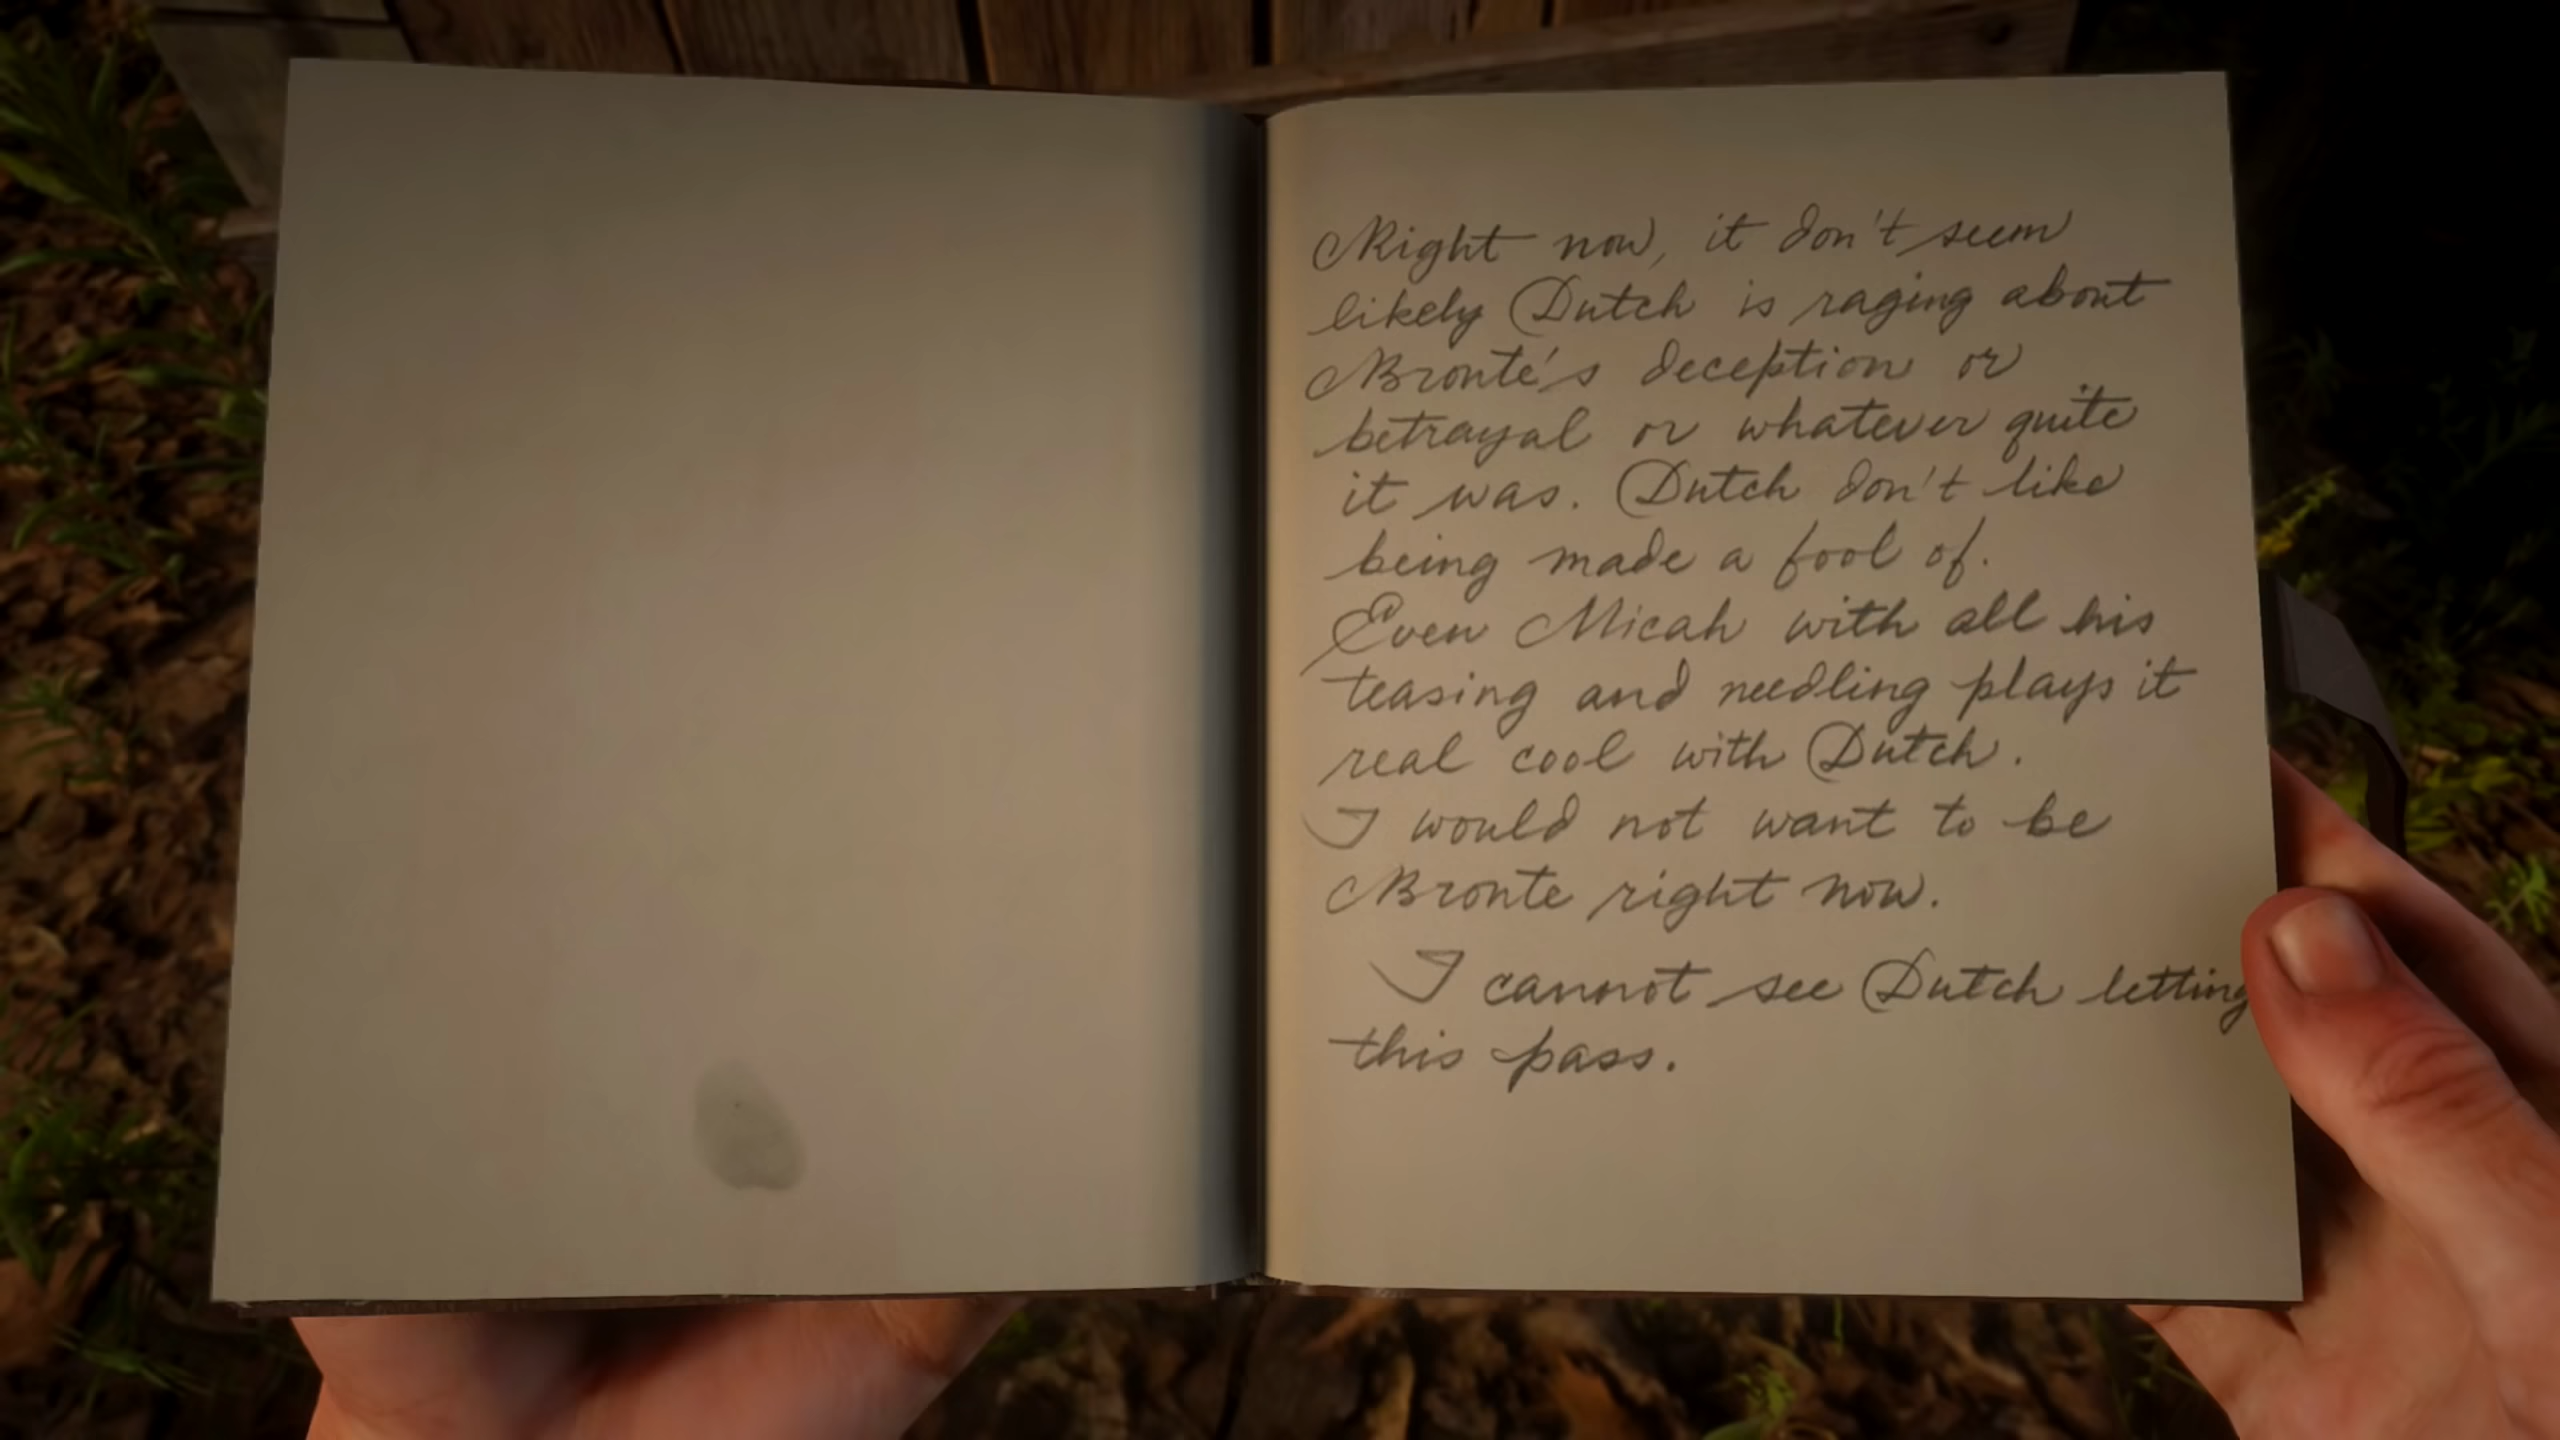 Right now, it don't seem
likely Dutch is raging about
Bronté's deception or
betrayal or whatever quite
it was. Dutch don't like
being made a fool of.
Even Micah with all his
teasing and needling plays it
real cool with Dutch.
I would not want to be
Bronte right now.
I cannot see Dutch letting
this pass.